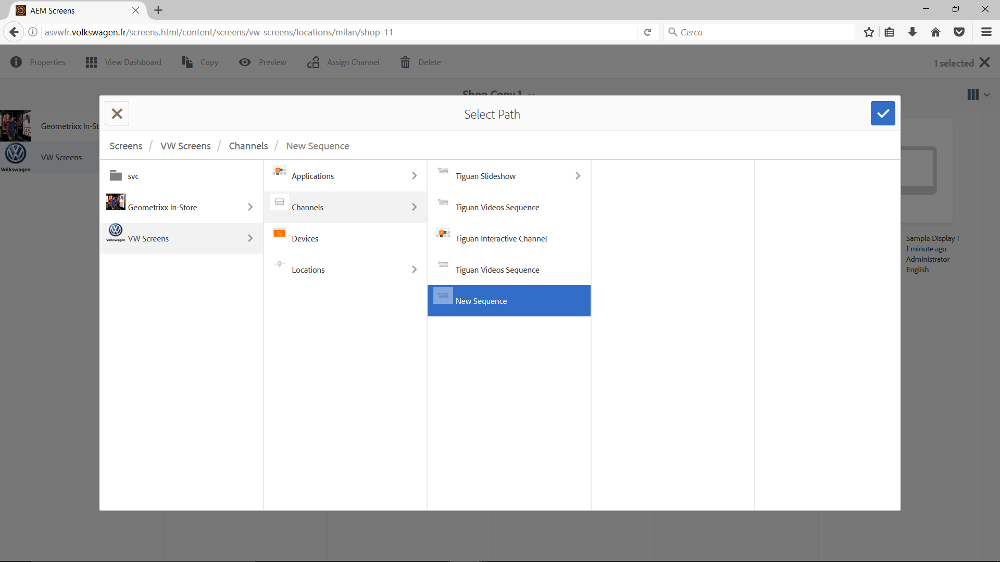 AEM Screens
asvwfr.volkswagen.fr/screens.html/content/screens/vw-screens/locations/milan/shop-11
Cerca
Properties
View Dashboard
Copy
Preview
Assign Channel
Delete
1 selected
Shop Copy 1
Select Path
Geometrixx In-St
Volkswagen
VW Screens
Screens / VW Screens / Channels / New Sequence
svc
Geometrixx In-Store
Volkswagen
VW Screens
Applications
Channels
Devices
Locations
Tiguan Slideshow
Tiguan Videos Sequence
Tiguan Interactive Channel
Tiguan Videos Sequence
New Sequence
Sample Display 1
1 minute ago
Administrator
English